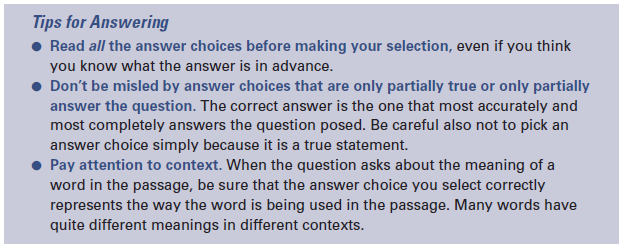 Tips for Answering
● Read all the answer choices before making your selection, even if you think
you know what the answer is in advance.
● Don't be misled by answer choices that are only partially true or only partially
answer the question. The correct answer is the one that most accurately and
most completely answers the question posed. Be careful also not to pick an
answer choice simply because it is a true statement.
● Pay attention to context. When the question asks about the meaning of a
word in the passage, be sure that the answer choice you select correctly
represents the way the word is being used in the passage. Many words have
quite different meanings in different contexts.